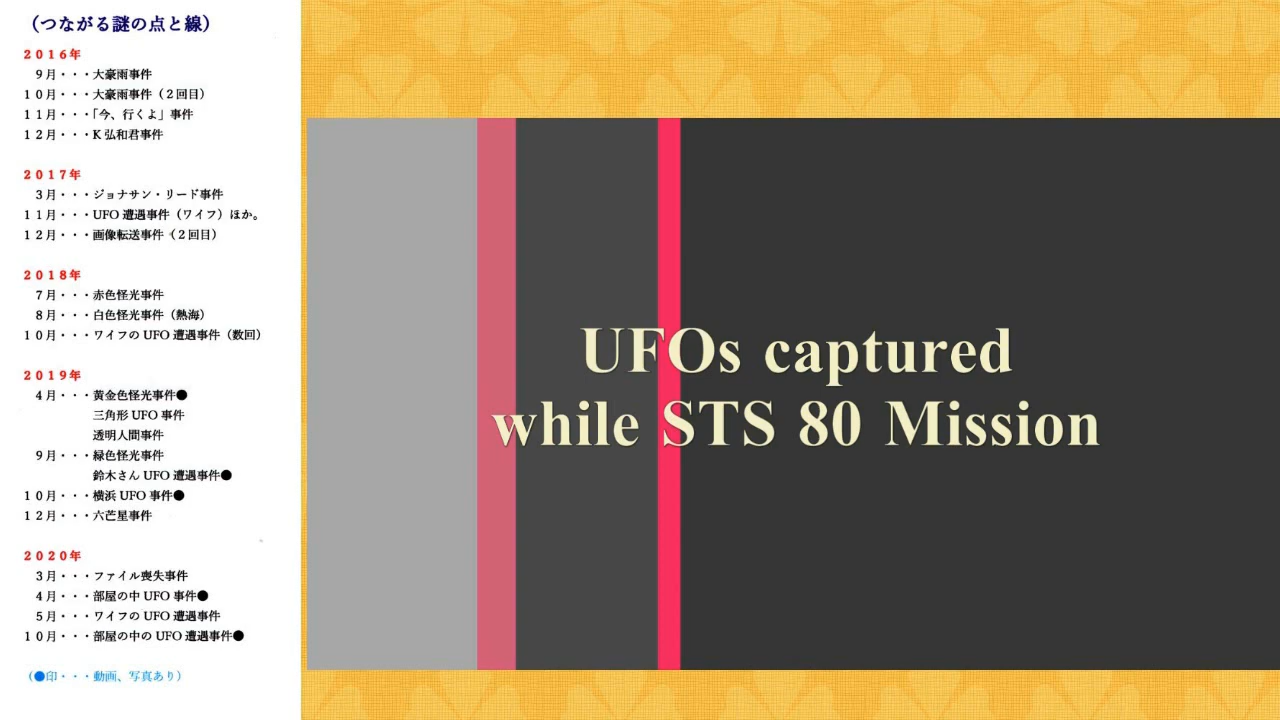 （つながる謎の点と線）
２０１６年
９月・・・大豪雨事件
１０月・・・大豪雨事件（２回目）
１１月・・・「今、行くよ」事件
１２月・・・K 弘和君事件
２０１７年
３月・・・ジョナサン・リード事件
１１月・・・UFO 遭遇事件（ワイフ）ほか。
１２月・・・画像転送事件（２回目）
２０１８年
７月・・・赤色怪光事件
８月・・・白色怪光事件（熱海）
１０月・・・ワイフの UFO 遭遇事件（数回）
２０１９年
４月・・・黄金色怪光事件●
三角形 UFO 事件
透明人間事件
９月・・・緑色怪光事件
鈴木さん UFO 遭遇事件●
１０月・・・横浜 UFO 事件●
１２月・・・六芒星事件
２０２０年
３月・・・ファイル喪失事件
４月・・・部屋の中 UFO 事件●
５月・・・ワイフの UFO 遭遇事件
１０月・・・部屋の中の UFO 遭遇事件●
（●印・・・動画、写真あり）
UFOs captured
while STS 80 Mission